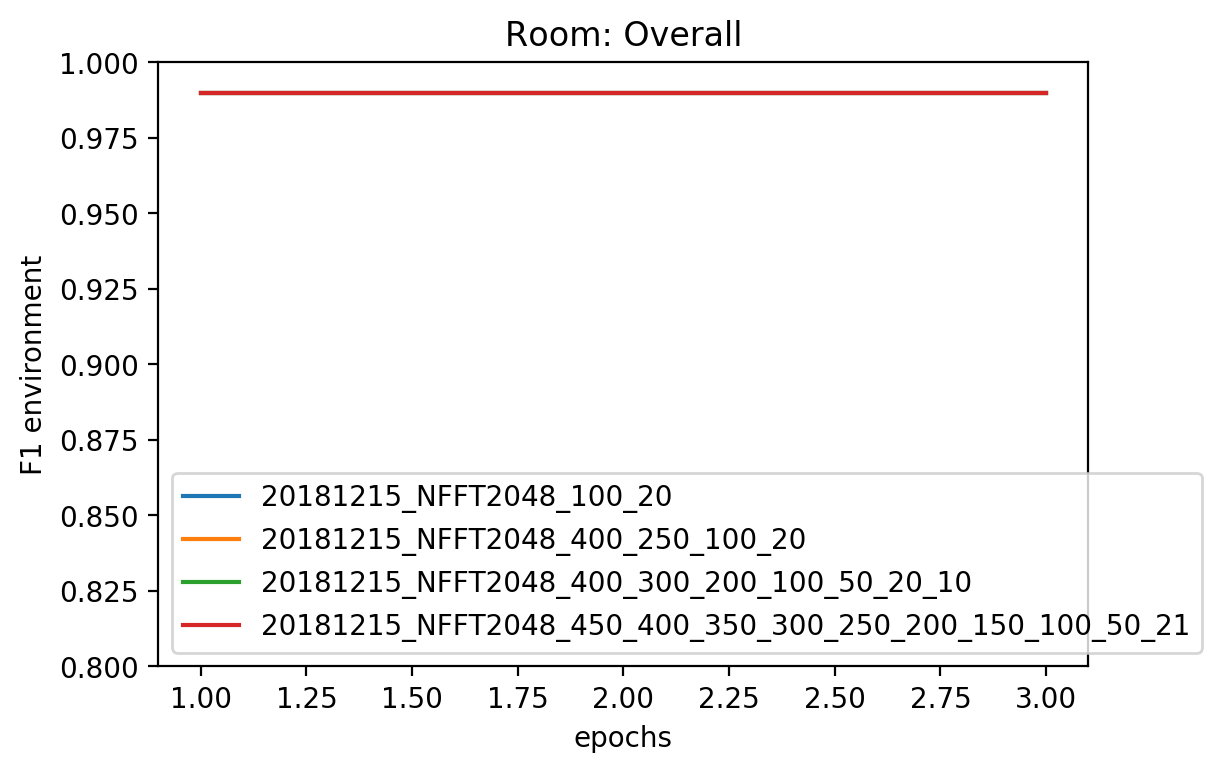 Room: Overall
1.000
0.975
0.950
0.925
0.900
0.875
0.850
0.825
0.800
F1 environment
20181215_NFFT2048_100_20
20181215_NFFT2048_400_250_100_20
20181215_NFFT2048_400_300_200_100_50_20_10
20181215_NFFT2048_450_400_350_300_250_200_150_100_50_21
1.00 1.25 1.50 1.75 2.00 2.25 2.50 2.75 3.00
epochs